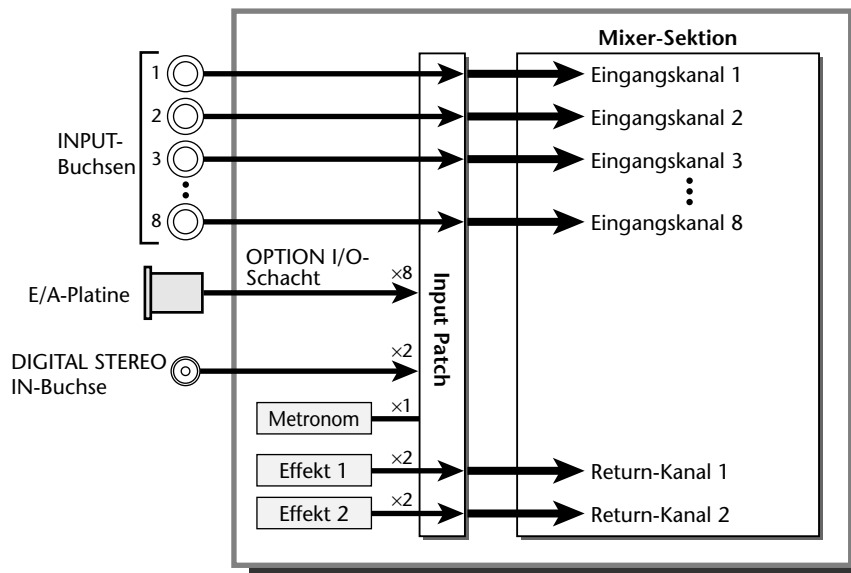 Mixer-Sektion
1
Eingangskanal 1
2
Eingangskanal 2
INPUT-
Buchsen
3
Eingangskanal 3
8
Eingangskanal 8
OPTION I/O-
Schacht
×8
E/A-Platine
Input Patch
DIGITAL STEREO
IN-Buchse
×2
Metronom
×1
Effekt 1
×2
Return-Kanal 1
Effekt 2
×2
Return-Kanal 2